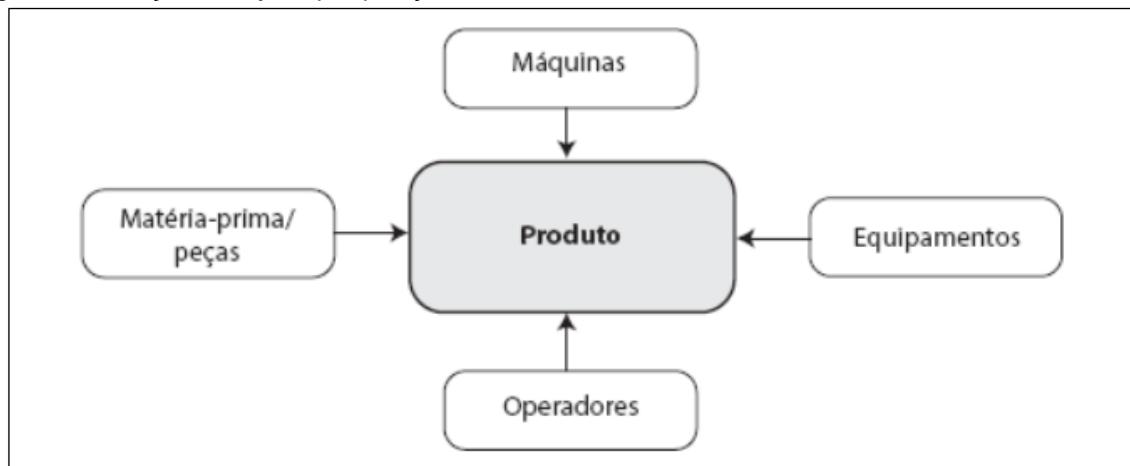 Máquinas
Matéria-prima/
peças
Produto
Equipamentos
Operadores